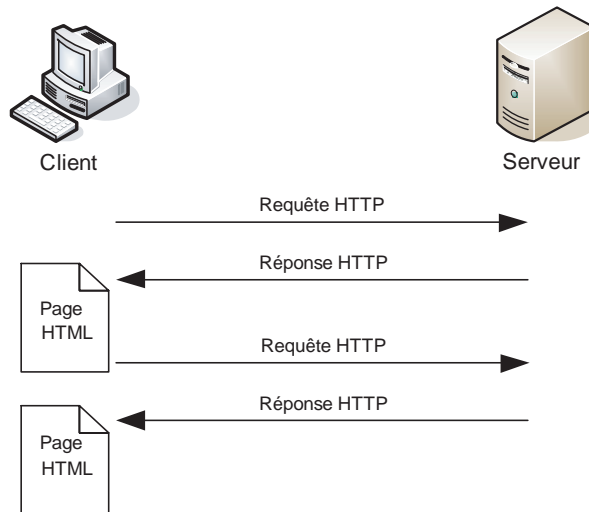 Client
Serveur
Requête HTTP
Réponse HTTP
Page
HTML
Requête HTTP
Réponse HTTP
Page
HTML